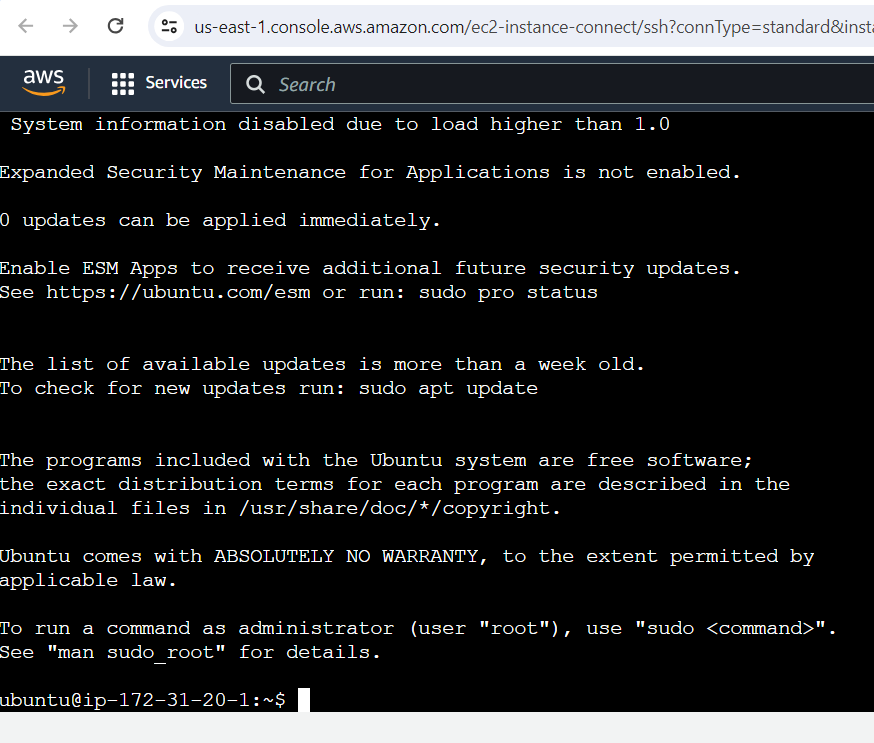 us-east-1.console.aws.amazon.com/ec2-instance-connect/ssh?connType=standard&inst
aws
Services
Search
System information disabled due to load higher than 1.0
Expanded Security Maintenance for Applications is not enabled.
0 updates can be applied immediately.
Enable ESM Apps to receive additional future security updates.
See https://ubuntu.com/esm or run: sudo pro status
The list of available updates is more than a week old.
To check for new updates run: sudo apt update
The programs included with the Ubuntu system are free software;
the exact distribution terms for each program are described in the
individual files in /usr/share/doc/*/copyright.
Ubuntu comes with ABSOLUTELY NO WARRANTY, to the extent permitted by
applicable law.
To run a command as administrator (user "root"), use "sudo <command>".
See "man sudo_root" for details.
ubuntu@ip-172-31-20-1:~$